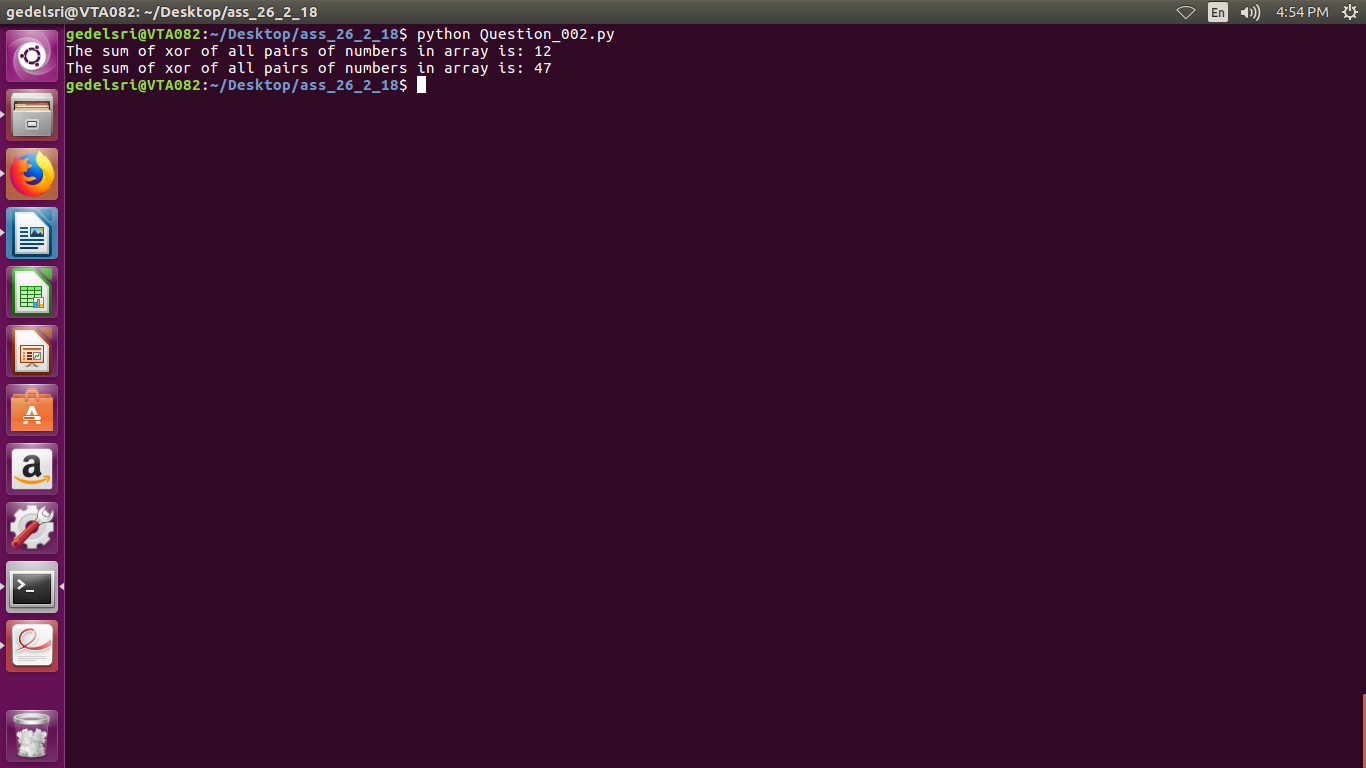 gedelsri@VTA082: ~/Desktop/ass_26_2_18
En
4:54 PM
gedelsri@VTA082:~/Desktop/ass_26_2_18$ python Question_002.py
The sum of xor of all pairs of numbers in array is: 12
The sum of xor of all pairs of numbers in array is: 47
gedelsri@VTA082:~/Desktop/ass_26_2_18$
A
a
>_